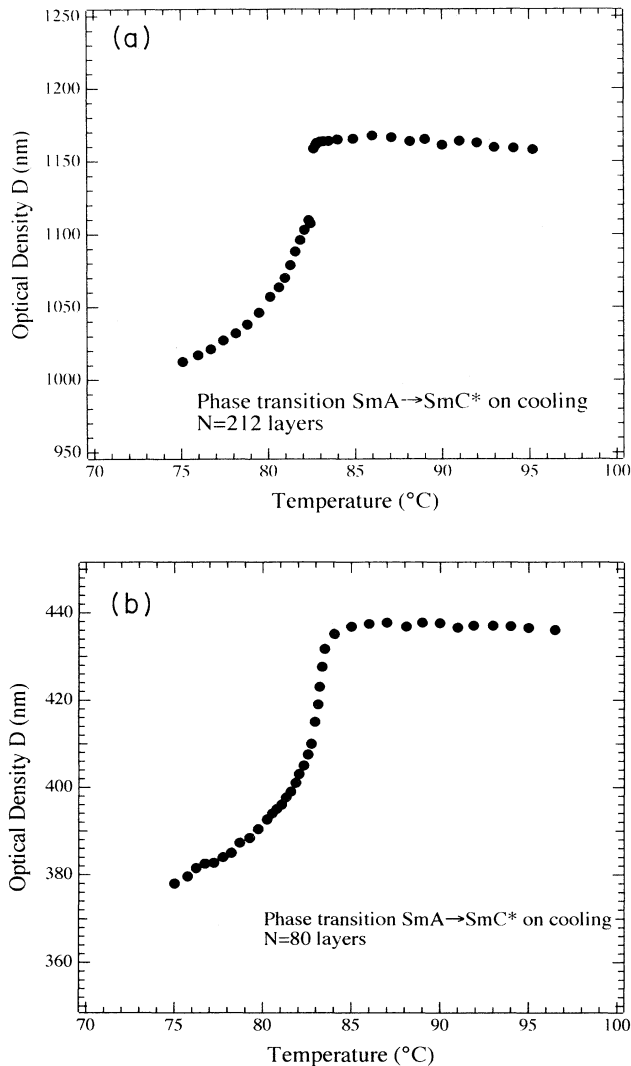 (a)
1250
1200
1150
1100
1050
1000
950
Optical Density D (nm)
Phase transition SmA→SmC* on cooling
N=212 layers
70 75 80 85 90 95 100
Temperature (°C)
(b)
440
420
400
380
360
Optical Density D (nm)
Phase transition SmA→SmC* on cooling
N=80 layers
70 75 80 85 90 95 100
Temperature (°C)